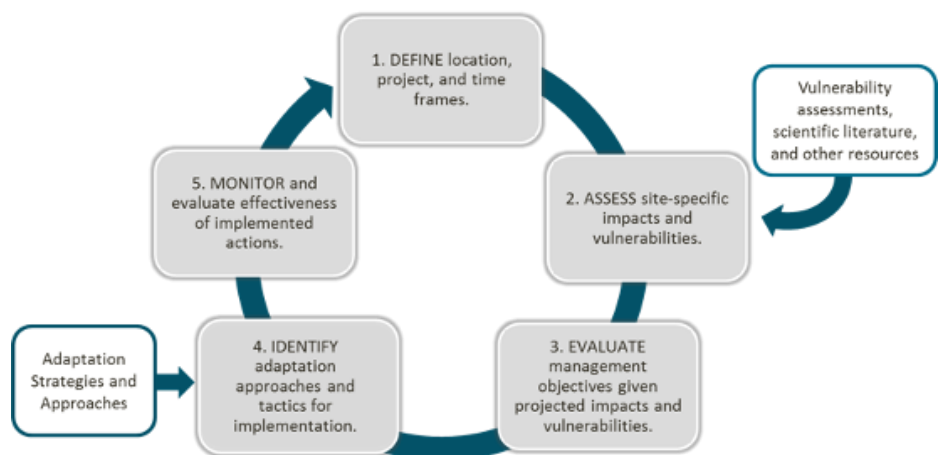 1. DEFINE location,
project, and time
frames.
Vulnerability
assessments,
scientific literature,
and other resources
2. ASSESS site-specific
impacts and
vulnerabilities.
3. EVALUATE
management
objectives given
projected impacts and
vulnerabilities.
4. IDENTIFY
adaptation
approaches and
tactics for
implementation.
Adaptation
Strategies and
Approaches
5. MONITOR and
evaluate effectiveness
of implemented
actions.